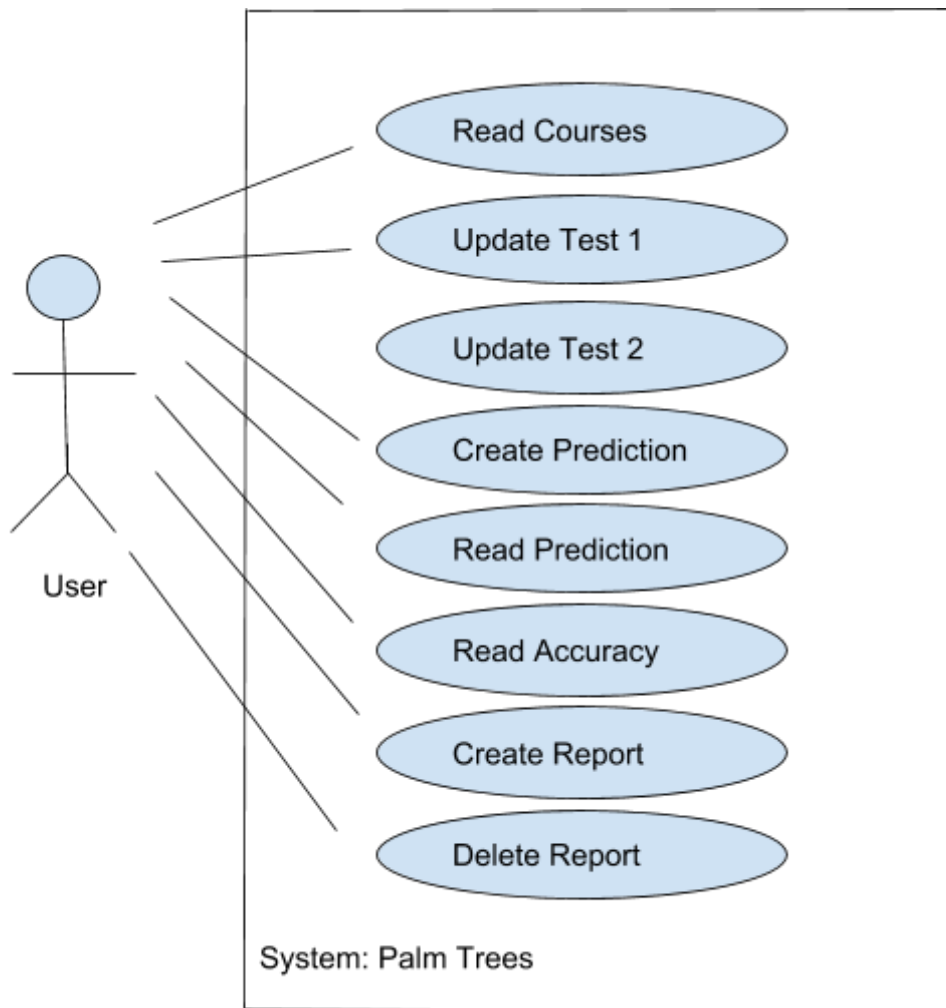 Read Courses
Update Test 1
Update Test 2
Create Prediction
Read Prediction
User
Read Accuracy
Create Report
Delete Report
System: Palm Trees